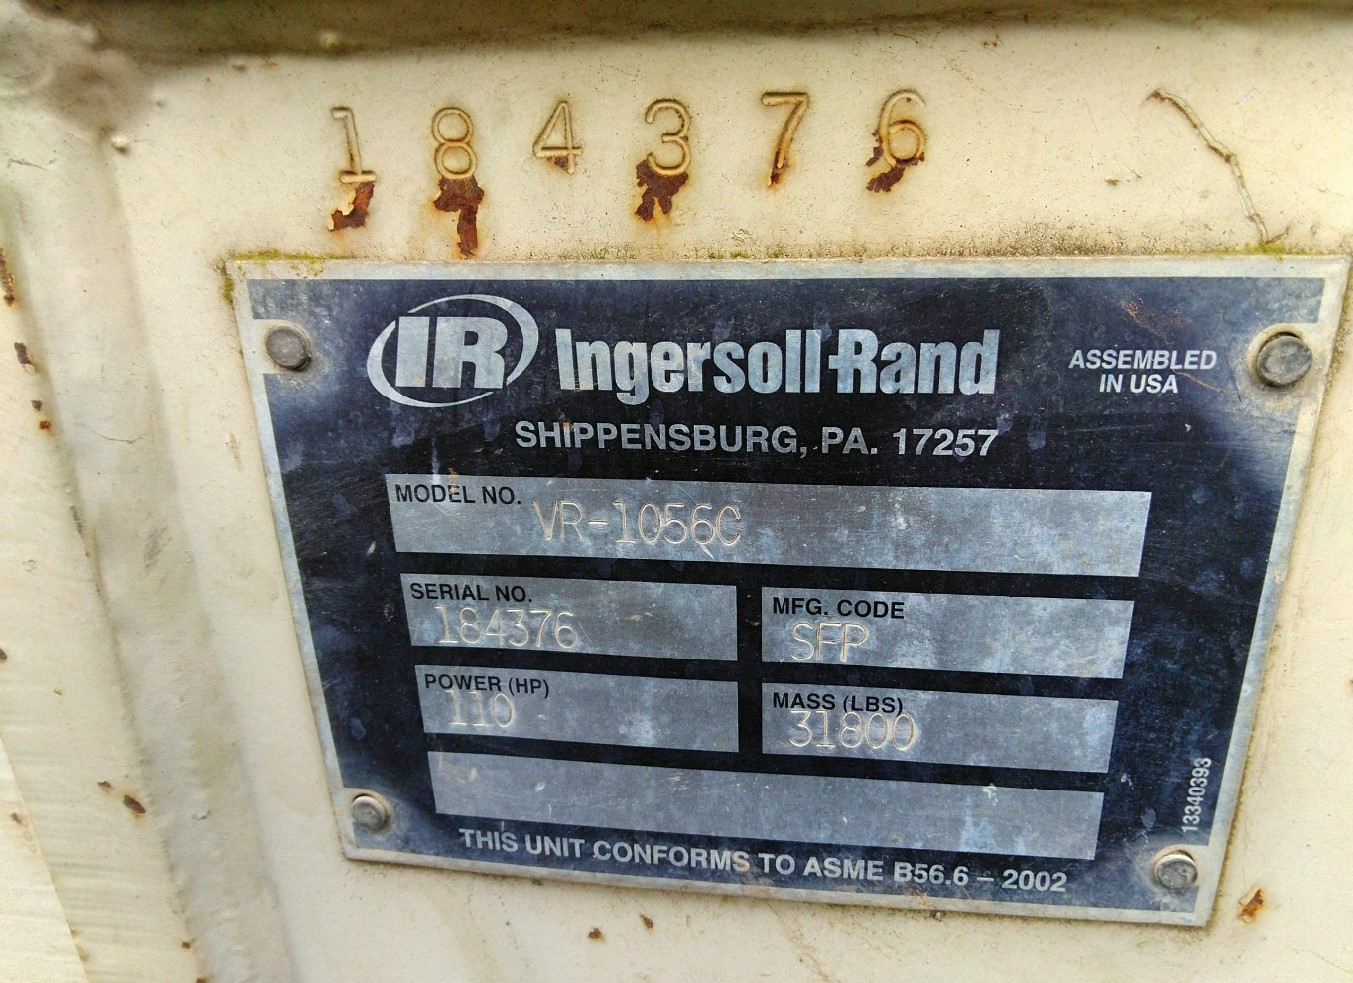 184376
IR Ingersoll-Rand
ASSEMBLED
IN USA
SHIPPENSBURG, PA. 17257
MODEL NO. VR-1056C
SERIAL NO. 184376
MFG. CODE SFP
POWER (HP) 110
MASS (LBS) 31800
13340393
THIS UNIT CONFORMS TO ASME B56.6 – 2002